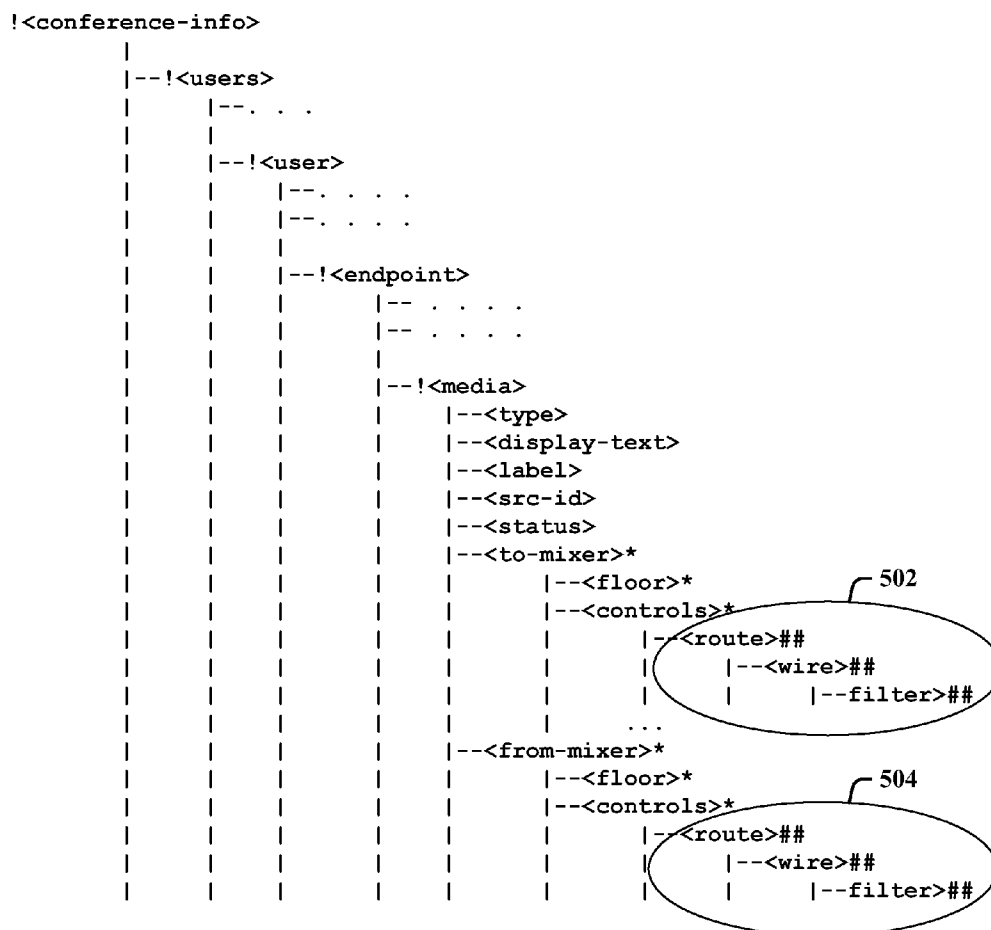 !<conference-info>
|
|--!<users>
| |--. . .
| |
| |--!<user>
| | |--. . . .
| | |--. . . .
| | |
| | |--!<endpoint>
| | | |-- . . . .
| | | |-- . . . .
| | | |
| | | |--!<media>
| | | | |--<type>
| | | | |--<display-text>
| | | | |--<label>
| | | | |--<src-id>
| | | | |--<status>
| | | | |--<to-mixer>*
502
| | | | | |--<floor>*
| | | | | |--<controls>*
| | | | | | |--<route>##
| | | | | | | |--<wire>##
| | | | | | | | |--filter>##
| | | | | | ...
| | | | |--<from-mixer>*
504
| | | | | |--<floor>*
| | | | | |--<controls>*
| | | | | | |--<route>##
| | | | | | | |--<wire>##
| | | | | | | | |--filter>##